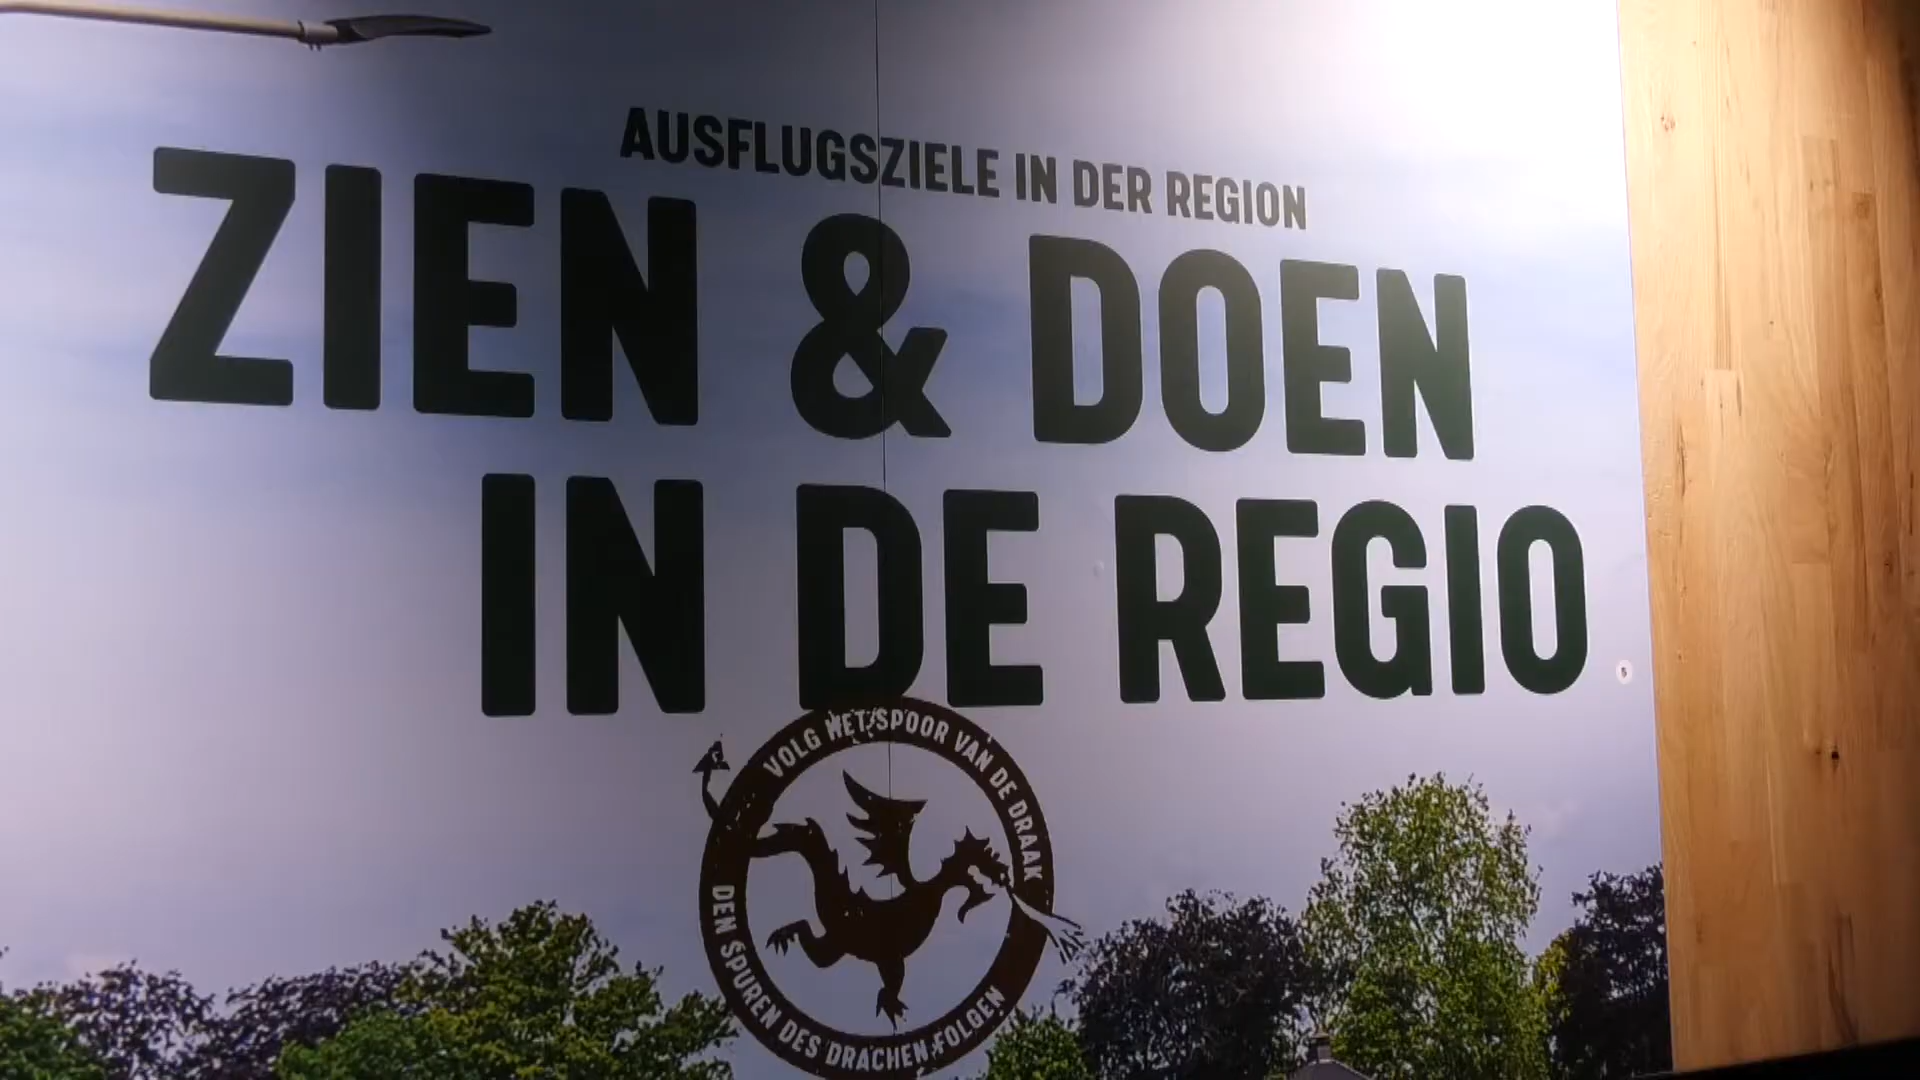 AUSFLUGSZIELE IN DER REGION
ZIEN & DOEN
IN DE REGIO
VOLG HET SPOOR VAN DE DRAAK
DEN SPUREN DES DRACHEN FOLGEN